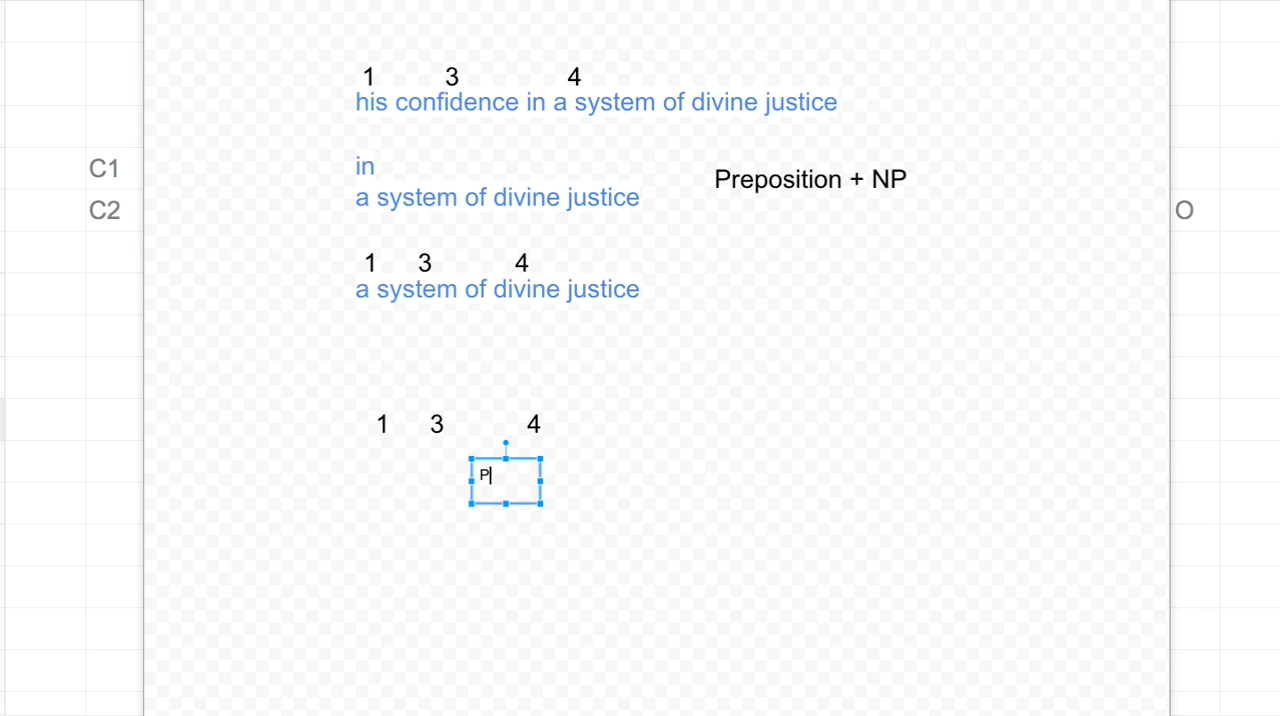 1 3 4
his confidence in a system of divine justice
in
Preposition + NP
a system of divine justice
C1
C2
O
1 3 4
a system of divine justice
1 3 4
P